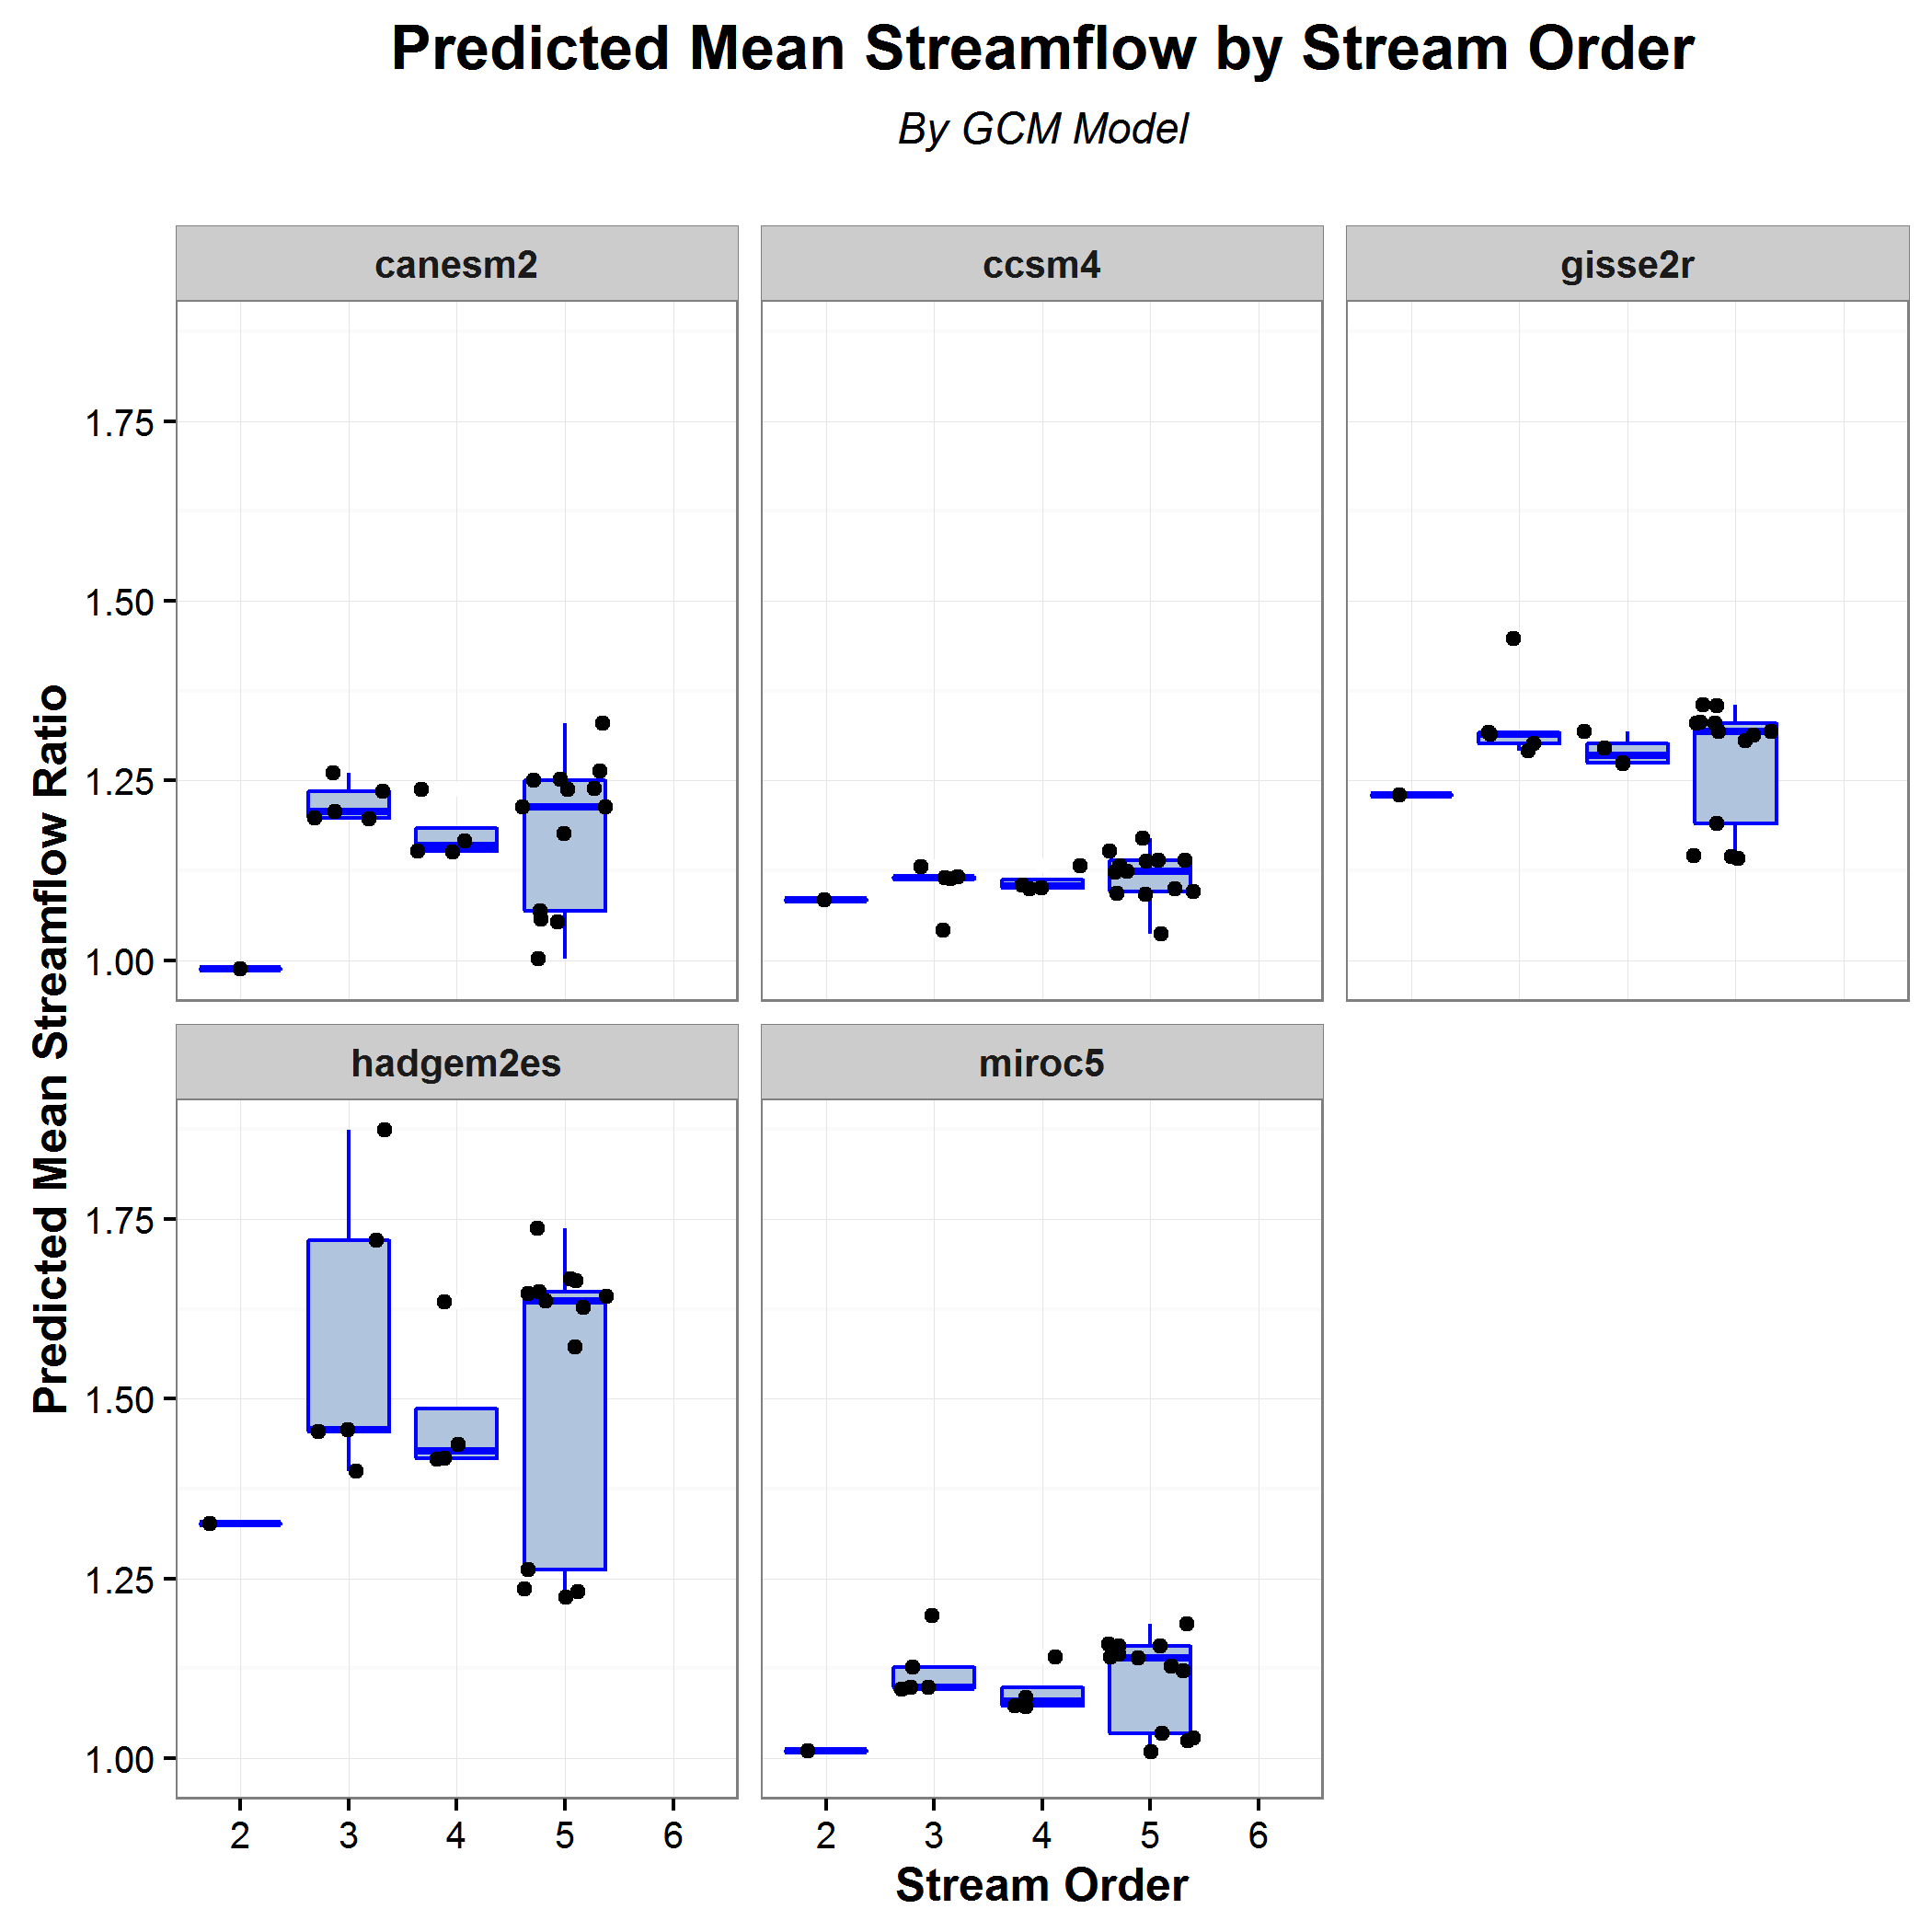 Predicted Mean Streamflow by Stream Order
By GCM Model
canesm2
ccsm4
gisse2r
1.75
1.50
1.25
1.00
Predicted Mean Streamflow Ratio
hadgem2es
miroc5
1.75
1.50
1.25
1.00
2 3 4 5 6
2 3 4 5 6
Stream Order